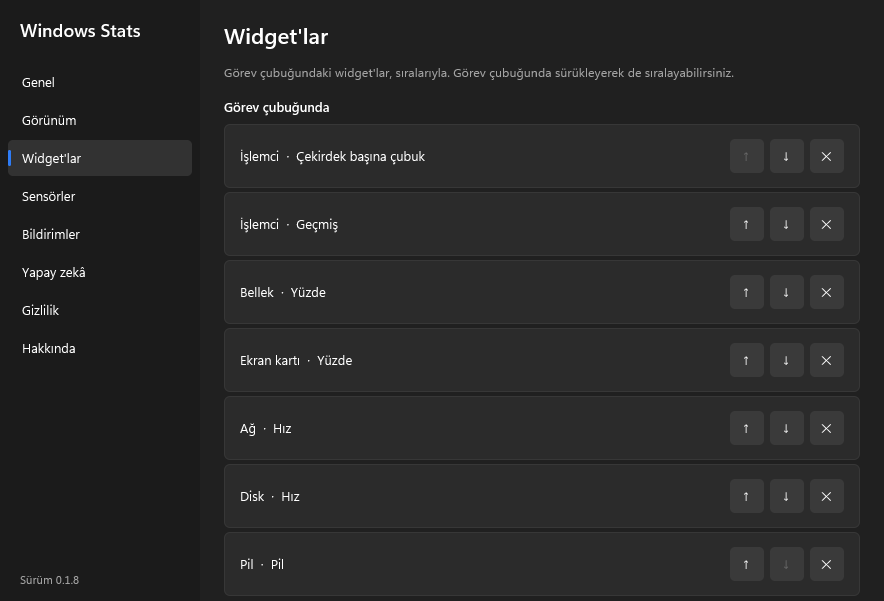 Windows Stats
Genel
Görünüm
Widget'lar
Sensörler
Bildirimler
Yapay zekâ
Gizlilik
Hakkında
Sürüm 0.1.8
Widget'lar
Görev çubuğundaki widget'lar, sıralarıyla. Görev çubuğunda sürükleyerek de sıralayabilirsiniz.
Görev çubuğunda
İşlemci · Çekirdek başına çubuk
İşlemci · Geçmiş
Bellek · Yüzde
Ekran kartı · Yüzde
Ağ · Hız
Disk · Hız
Pil · Pil